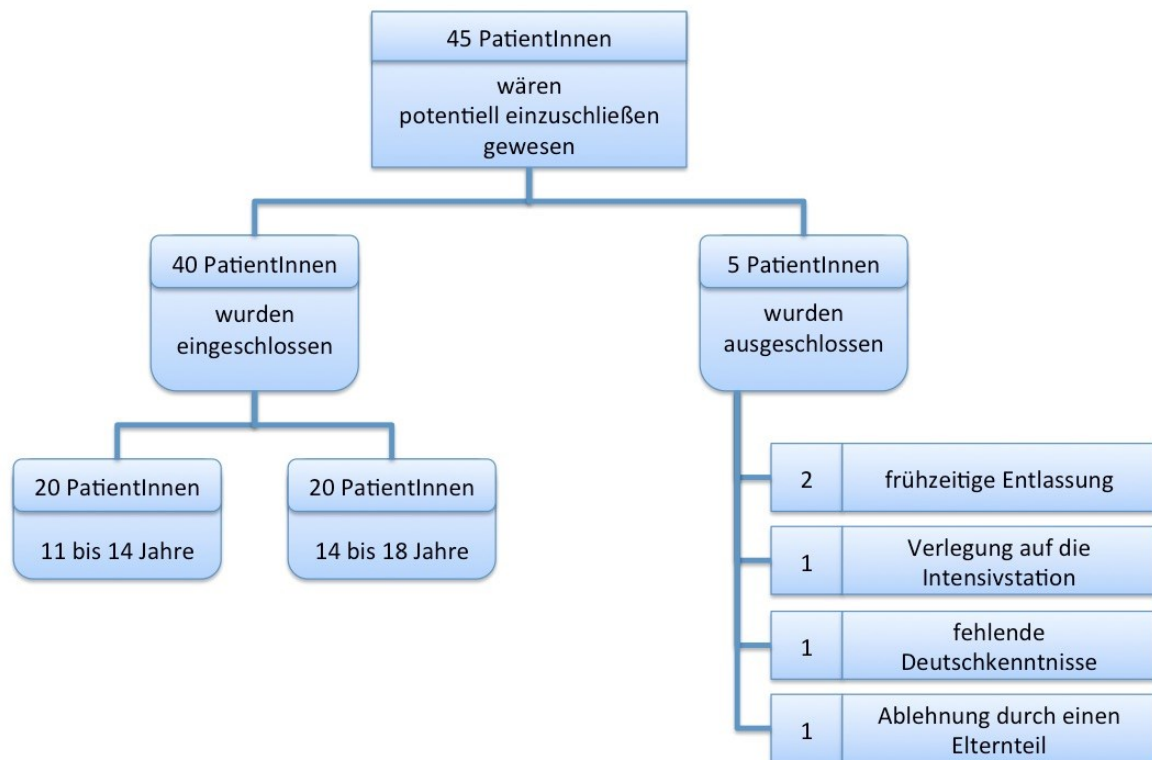 45 PatientInnen
wären
potentiell einzuschließen
gewesen
40 PatientInnen
wurden
eingeschlossen
5 PatientInnen
wurden
ausgeschlossen
20 PatientInnen
11 bis 14 Jahre
20 PatientInnen
14 bis 18 Jahre
2 frühzeitige Entlassung
1 Verlegung auf die
Intensivstation
1 fehlende
Deutschkenntnisse
1 Ablehnung durch einen
Elternteil